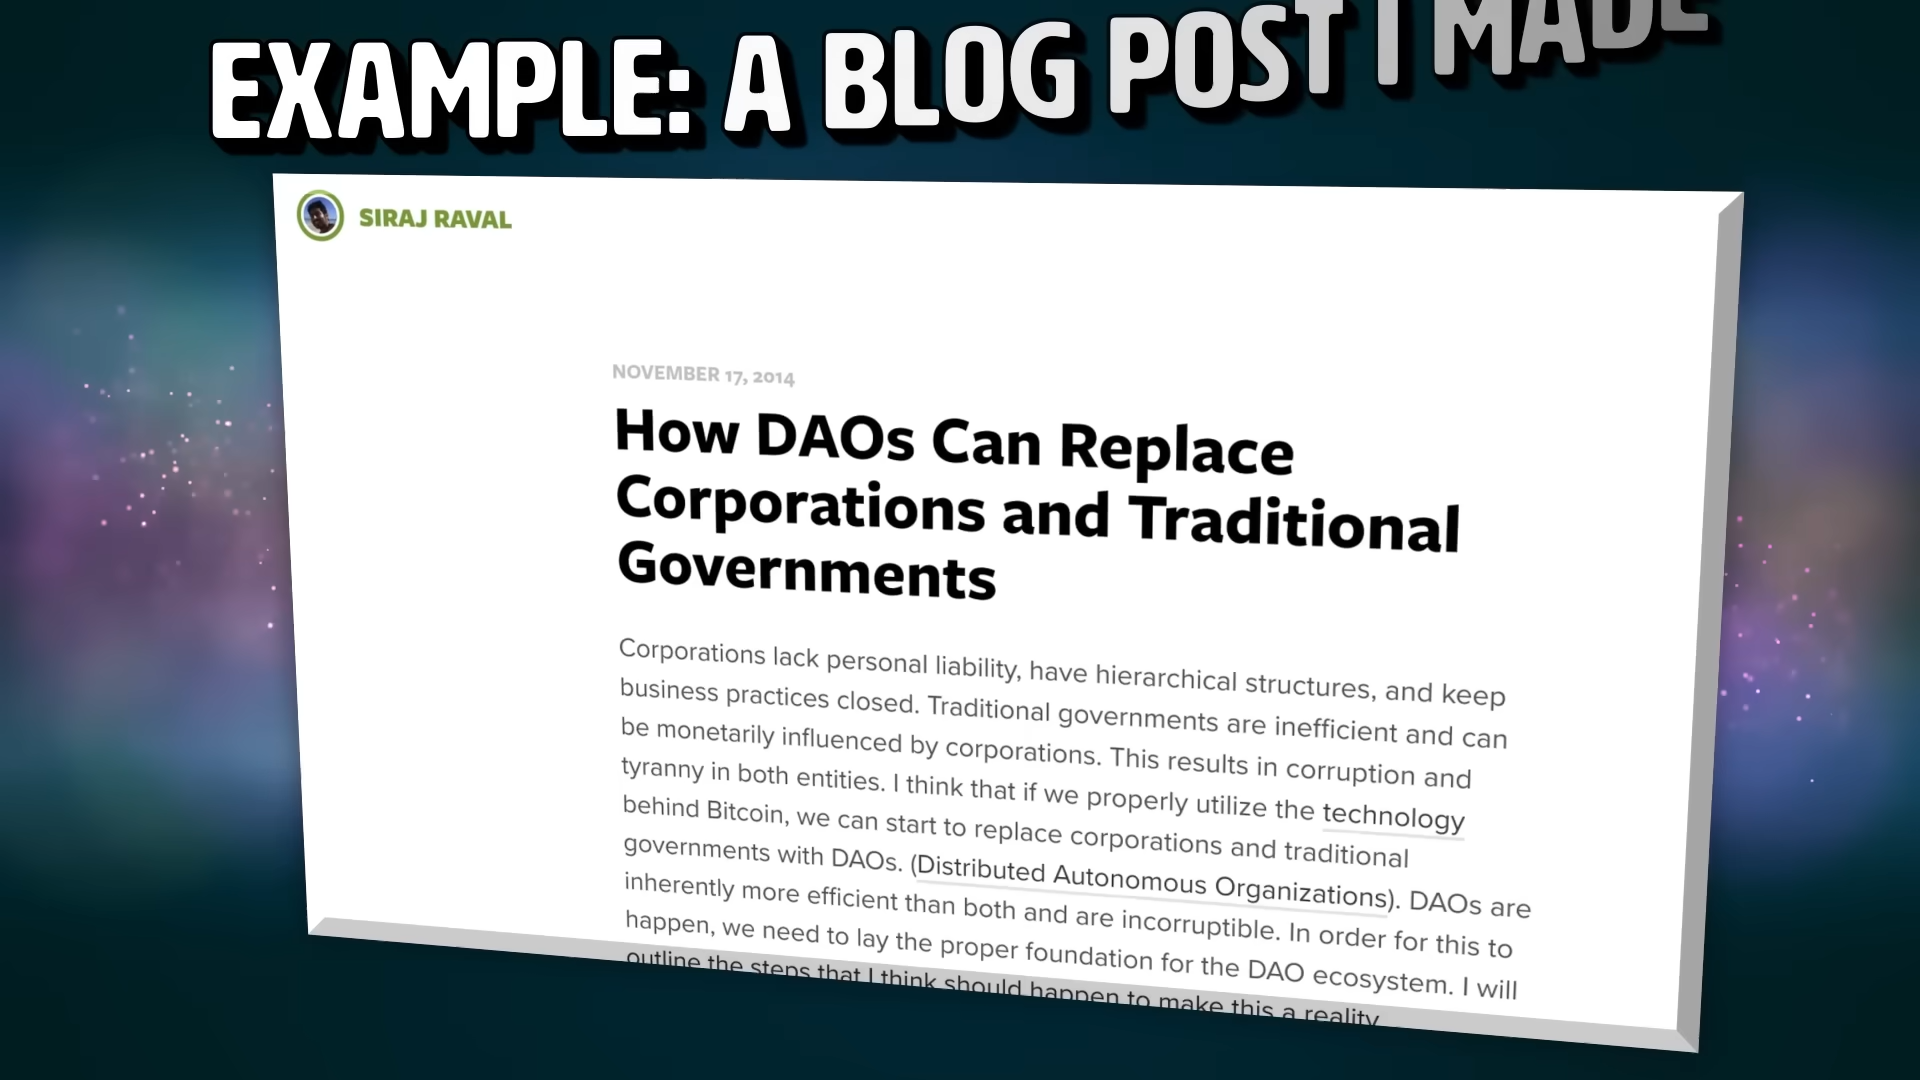 EXAMPLE: A BLOG POST I MADE
SIRAJ RAVAL
NOVEMBER 17, 2014
How DAOs Can Replace
Corporations and Traditional
Governments
Corporations lack personal liability, have hierarchical structures, and keep
business practices closed. Traditional governments are inefficient and can
be monetarily influenced by corporations. This results in corruption and
tyranny in both entities. I think that if we properly utilize the technology
behind Bitcoin, we can start to replace corporations and traditional
governments with DAOs. (Distributed Autonomous Organizations). DAOs are
inherently more efficient than both and are incorruptible. In order for this to
happen, we need to lay the proper foundation for the DAO ecosystem. I will
outline the steps that I think should happen to make this a reality